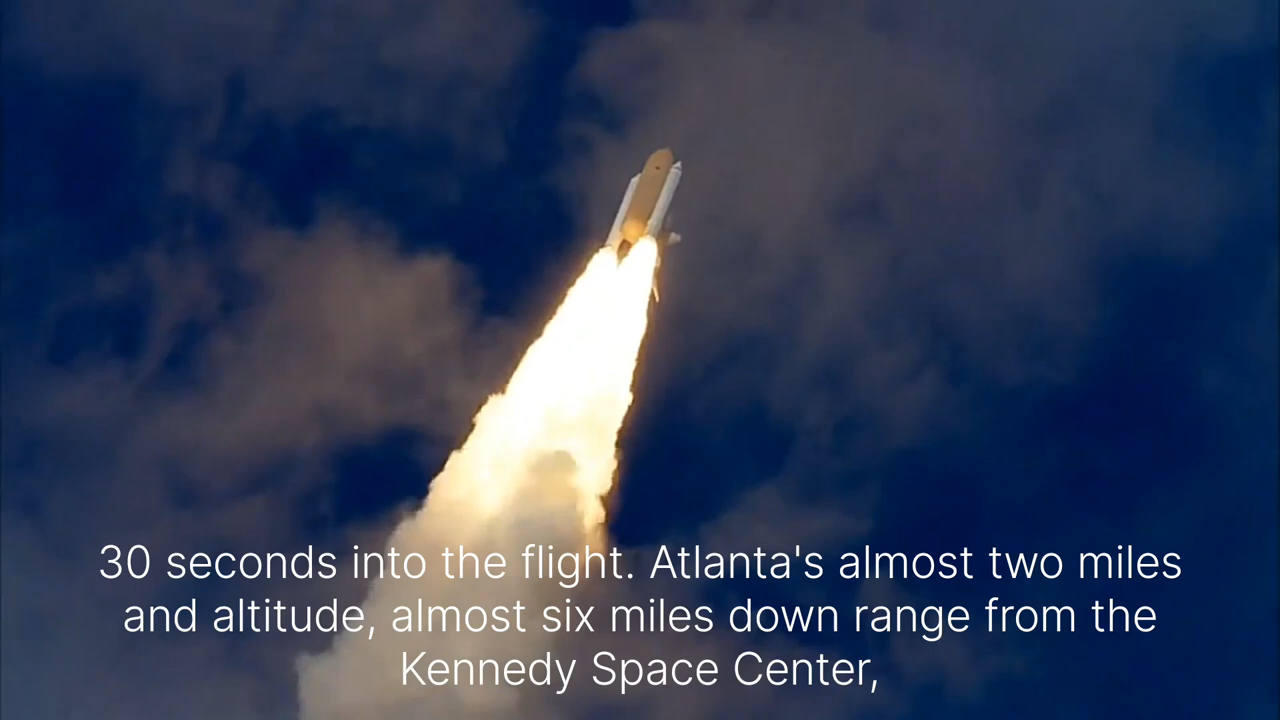 30 seconds into the flight. Atlanta's almost two miles
and altitude, almost six miles down range from the
Kennedy Space Center,